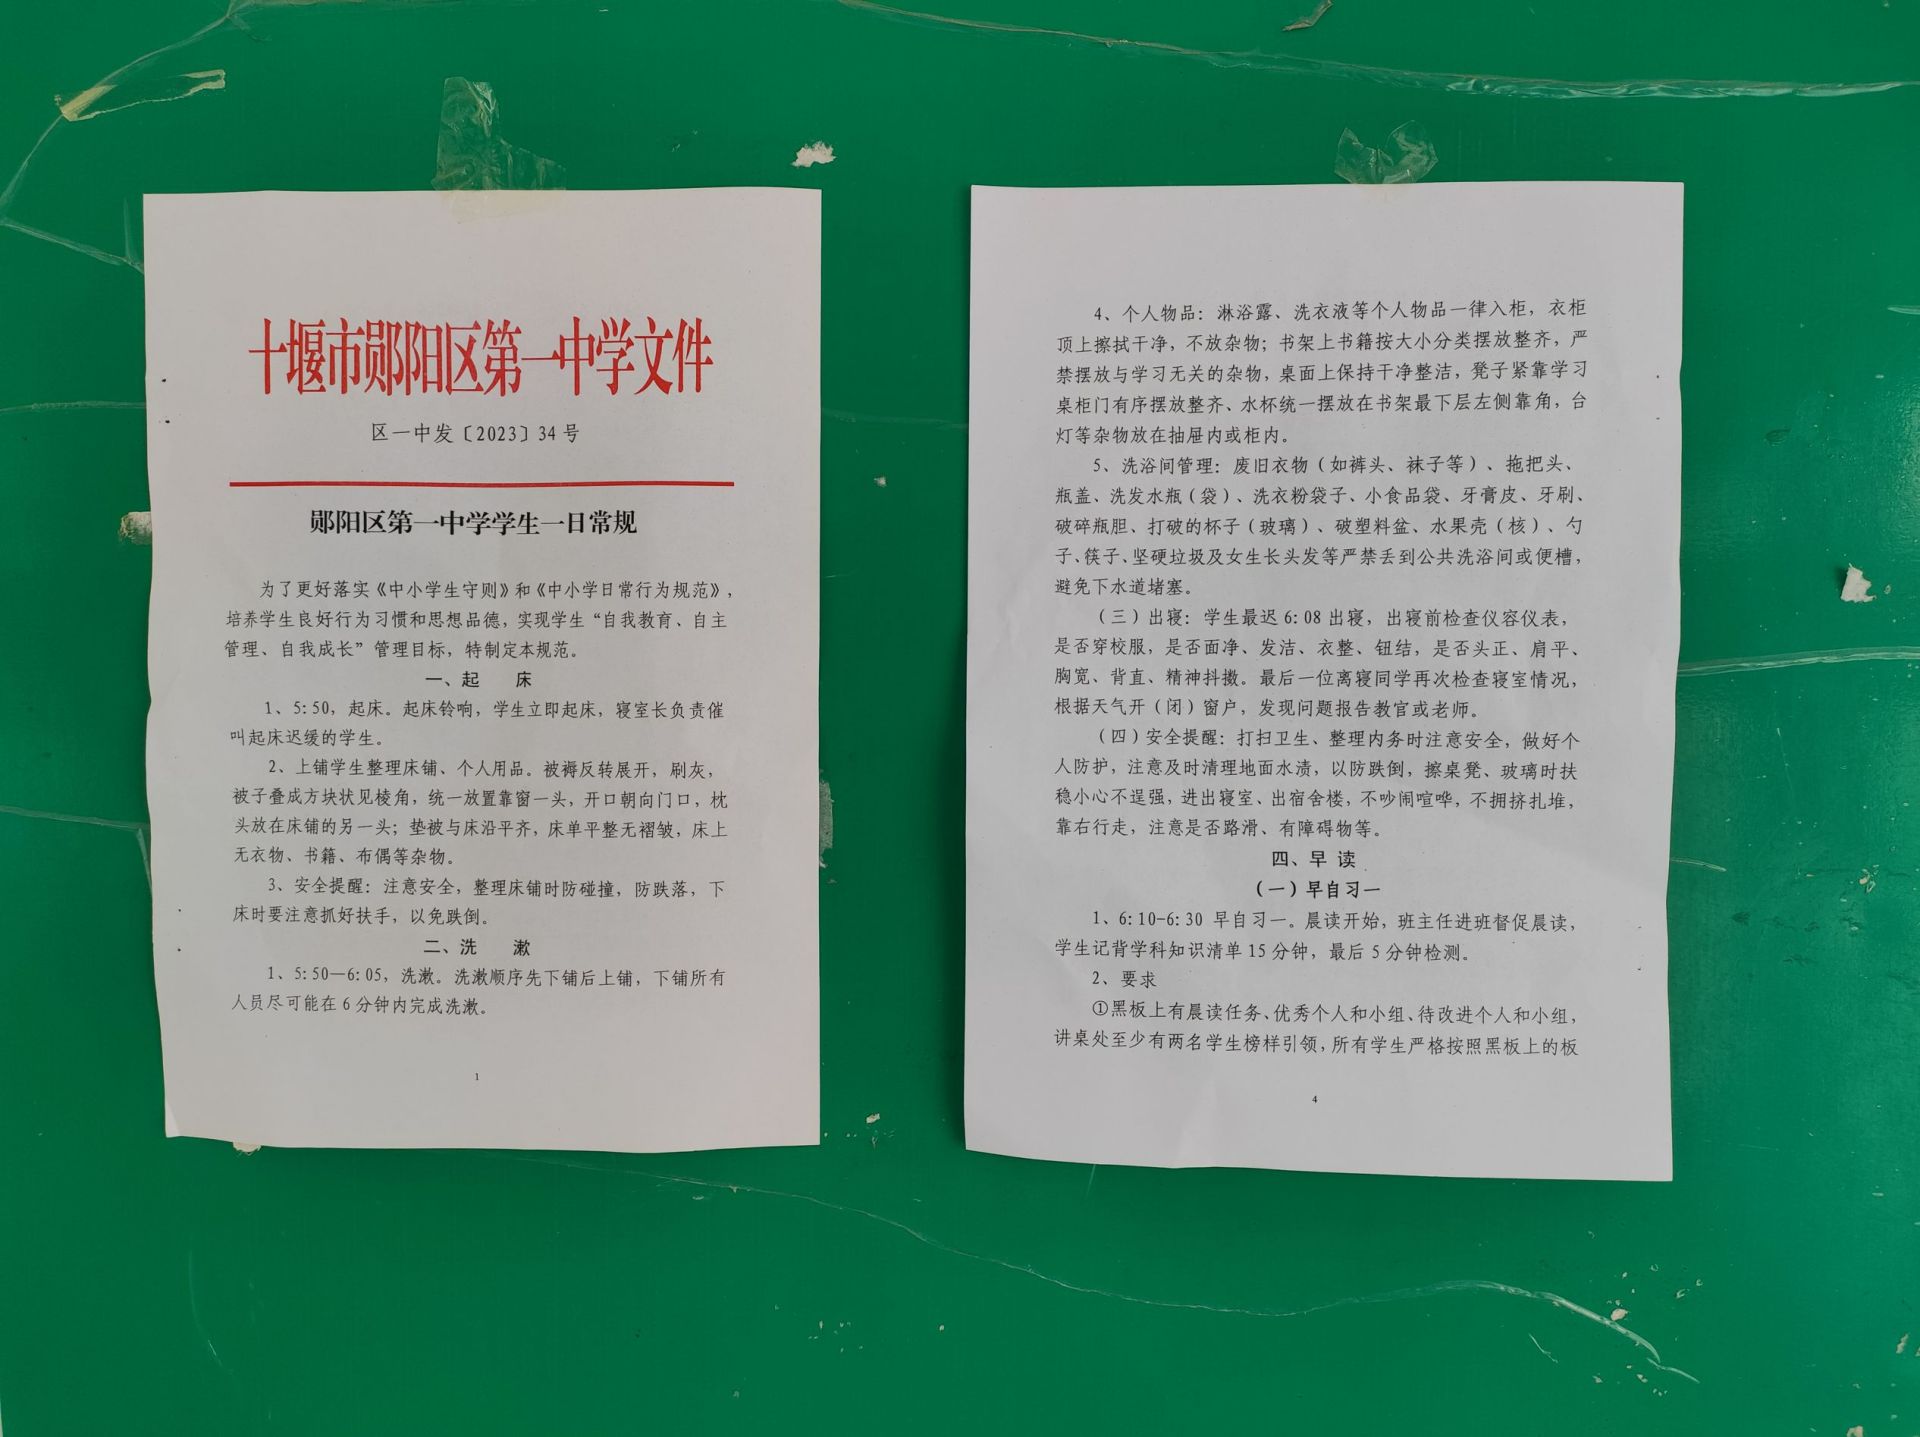 十堰市郧阳区第一中学文件
区一中发〔2023〕34号
郧阳区第一中学学生一日常规
为了更好落实《中小学生守则》和《中小学日常行为规范》，
培养学生良好行为习惯和思想品德，实现学生“自我教育、自主
管理、自我成长”管理目标，特制定本规范。
一、起　床
1、5:50，起床。起床铃响，学生立即起床，寝室长负责催
叫起床迟缓的学生。
2、上铺学生整理床铺、个人用品。被褥反转展开，刷灰，
被子叠成方块状见棱角，统一放置靠窗一头，开口朝向门口，枕
头放在床铺的另一头；垫被与床沿平齐，床单平整无褶皱，床上
无衣物、书籍、布偶等杂物。
3、安全提醒：注意安全，整理床铺时防碰撞，防跌落，下
床时要注意抓好扶手，以免跌倒。
二、洗　漱
1、5:50—6:05，洗漱。洗漱顺序先下铺后上铺，下铺所有
人员尽可能在6分钟内完成洗漱。
1
4、个人物品：淋浴露、洗衣液等个人物品一律入柜，衣柜
顶上擦拭干净，不放杂物；书架上书籍按大小分类摆放整齐，严
禁摆放与学习无关的杂物，桌面上保持干净整洁，凳子紧靠学习
桌柜门有序摆放整齐、水杯统一摆放在书架最下层左侧靠角，台
灯等杂物放在抽屉内或柜内。
5、洗浴间管理：废旧衣物（如裤头、袜子等）、拖把头、
瓶盖、洗发水瓶（袋）、洗衣粉袋子、小食品袋、牙膏皮、牙刷、
破碎瓶胆、打破的杯子（玻璃）、破塑料盆、水果壳（核）、勺
子、筷子、坚硬垃圾及女生长头发等严禁丢到公共洗浴间或便槽，
避免下水道堵塞。
（三）出寝：学生最迟6:08出寝，出寝前检查仪容仪表，
是否穿校服，是否面净、发洁、衣整、钮结，是否头正、肩平、
胸宽、背直、精神抖擞。最后一位离寝同学再次检查寝室情况，
根据天气开（闭）窗户，发现问题报告教官或老师。
（四）安全提醒：打扫卫生、整理内务时注意安全，做好个
人防护，注意及时清理地面水渍，以防跌倒，擦桌凳、玻璃时扶
稳小心不逞强，进出寝室、出宿舍楼，不吵闹喧哗，不拥挤扎堆，
靠右行走，注意是否路滑、有障碍物等。
四、早 读
（一）早自习一
1、6:10-6:30 早自习一。晨读开始，班主任进班督促晨读，
学生记背学科知识清单15分钟，最后5分钟检测。
2、要求
①黑板上有晨读任务、优秀个人和小组、待改进个人和小组，
讲桌处至少有两名学生榜样引领，所有学生严格按照黑板上的板
4